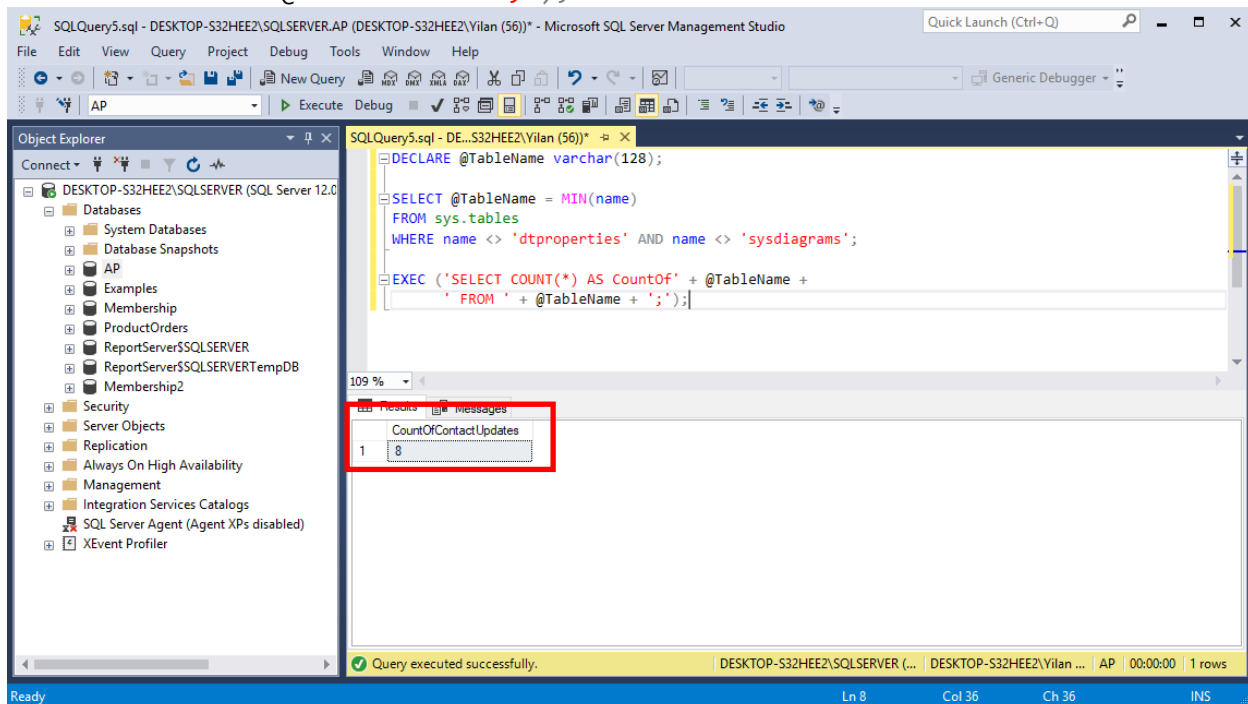 SQLQuery5.sql - DESKTOP-S32HEE2\SQLSERVER.AP (DESKTOP-S32HEE2\Yilan (56))* - Microsoft SQL Server Management Studio
Quick Launch (Ctrl+Q)
File Edit View Query Project Debug Tools Window Help
New Query MDX DMX XMLA DAX Generic Debugger
AP Execute Debug
Object Explorer
Connect
DESKTOP-S32HEE2\SQLSERVER (SQL Server 12.0
Databases
System Databases
Database Snapshots
AP
Examples
Membership
ProductOrders
ReportServer$SQLSERVER
ReportServer$SQLSERVERTempDB
Membership2
Security
Server Objects
Replication
Always On High Availability
Management
Integration Services Catalogs
SQL Server Agent (Agent XPs disabled)
XEvent Profiler
SQLQuery5.sql - DE...S32HEE2\Yilan (56))*
DECLARE @TableName varchar(128);
SELECT @TableName = MIN(name)
FROM sys.tables
WHERE name <> 'dtproperties' AND name <> 'sysdiagrams';
EXEC ('SELECT COUNT(*) AS CountOf' + @TableName +
' FROM ' + @TableName + ';');
109 %
Results Messages
CountOfContactUpdates
1 8
Query executed successfully.
DESKTOP-S32HEE2\SQLSERVER (... DESKTOP-S32HEE2\Yilan ... AP 00:00:00 1 rows
Ready Ln 8 Col 36 Ch 36 INS